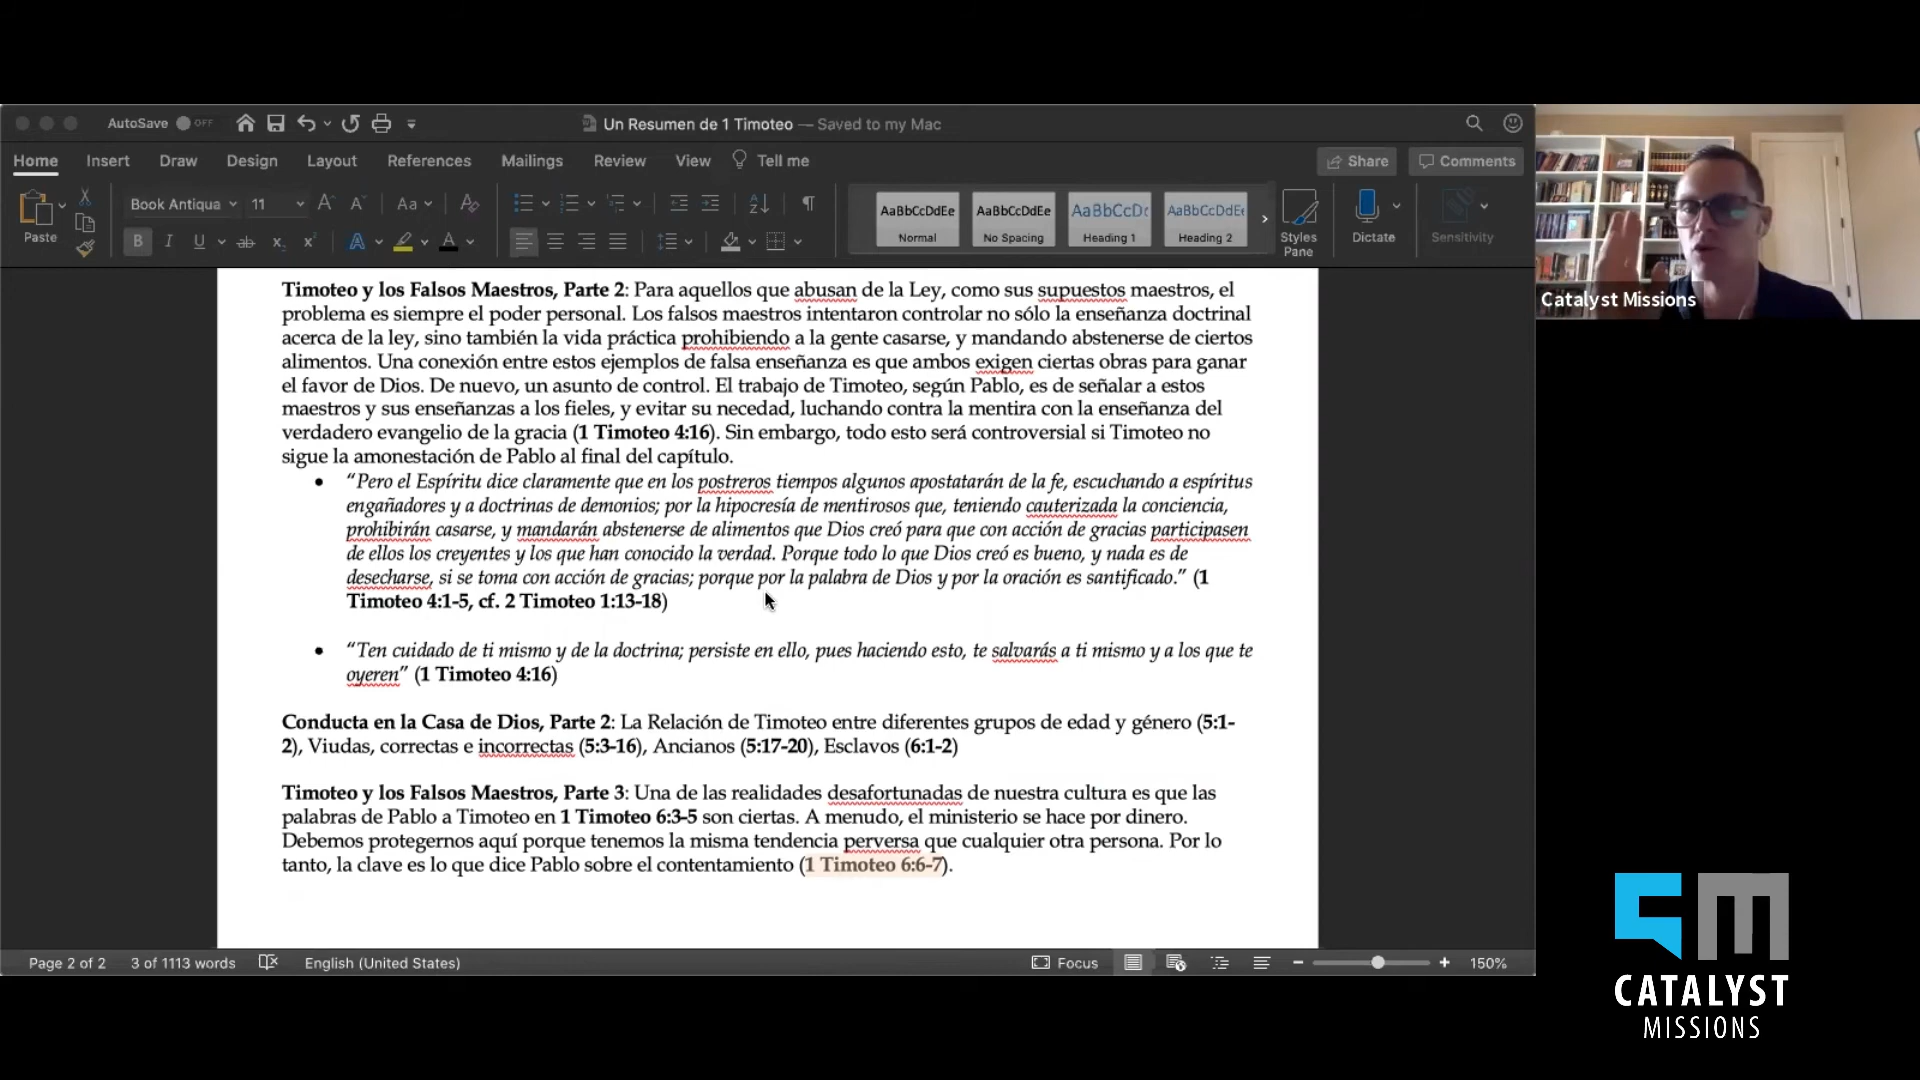 AutoSave OFF
Un Resumen de 1 Timoteo — Saved to my Mac
Home Insert Draw Design Layout References Mailings Review View Tell me
Share Comments
Paste
Book Antiqua 11
AaBbCcDdEe AaBbCcDdEe AaBbCcDc AaBbCcDdEe
Normal No Spacing Heading 1 Heading 2
Styles Pane
Dictate
Sensitivity
Timoteo y los Falsos Maestros, Parte 2: Para aquellos que abusan de la Ley, como sus supuestos maestros, el
problema es siempre el poder personal. Los falsos maestros intentaron controlar no sólo la enseñanza doctrinal
acerca de la ley, sino también la vida práctica prohibiendo a la gente casarse, y mandando abstenerse de ciertos
alimentos. Una conexión entre estos ejemplos de falsa enseñanza es que ambos exigen ciertas obras para ganar
el favor de Dios. De nuevo, un asunto de control. El trabajo de Timoteo, según Pablo, es de señalar a estos
maestros y sus enseñanzas a los fieles, y evitar su necedad, luchando contra la mentira con la enseñanza del
verdadero evangelio de la gracia (1 Timoteo 4:16). Sin embargo, todo esto será controversial si Timoteo no
sigue la amonestación de Pablo al final del capítulo.
• “Pero el Espíritu dice claramente que en los postreros tiempos algunos apostatarán de la fe, escuchando a espíritus
engañadores y a doctrinas de demonios; por la hipocresía de mentirosos que, teniendo cauterizada la conciencia,
prohibirán casarse, y mandarán abstenerse de alimentos que Dios creó para que con acción de gracias participasen
de ellos los creyentes y los que han conocido la verdad. Porque todo lo que Dios creó es bueno, y nada es de
desecharse, si se toma con acción de gracias; porque por la palabra de Dios y por la oración es santificado.” (1
Timoteo 4:1-5, cf. 2 Timoteo 1:13-18)
• “Ten cuidado de ti mismo y de la doctrina; persiste en ello, pues haciendo esto, te salvarás a ti mismo y a los que te
oyeren” (1 Timoteo 4:16)
Conducta en la Casa de Dios, Parte 2: La Relación de Timoteo entre diferentes grupos de edad y género (5:1-
2), Viudas, correctas e incorrectas (5:3-16), Ancianos (5:17-20), Esclavos (6:1-2)
Timoteo y los Falsos Maestros, Parte 3: Una de las realidades desafortunadas de nuestra cultura es que las
palabras de Pablo a Timoteo en 1 Timoteo 6:3-5 son ciertas. A menudo, el ministerio se hace por dinero.
Debemos protegernos aquí porque tenemos la misma tendencia perversa que cualquier otra persona. Por lo
tanto, la clave es lo que dice Pablo sobre el contentamiento (1 Timoteo 6:6-7).
Page 2 of 2 3 of 1113 words English (United States) Focus 150%
Catalyst Missions
CATALYST
MISSIONS